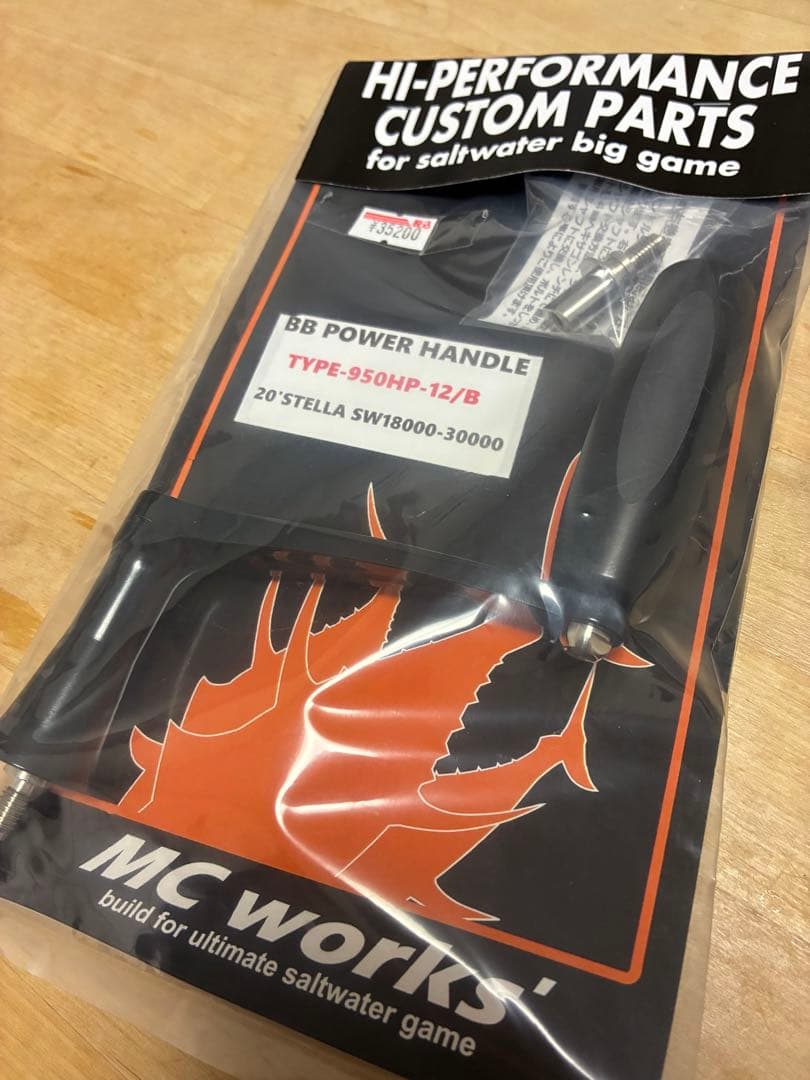 HI-PERFORMANCE
CUSTOM PARTS
for saltwater big game
¥35200
BB POWER HANDLE
TYPE-950HP-12/B
20'STELLA SW18000-30000
MC works'
build for ultimate saltwater game